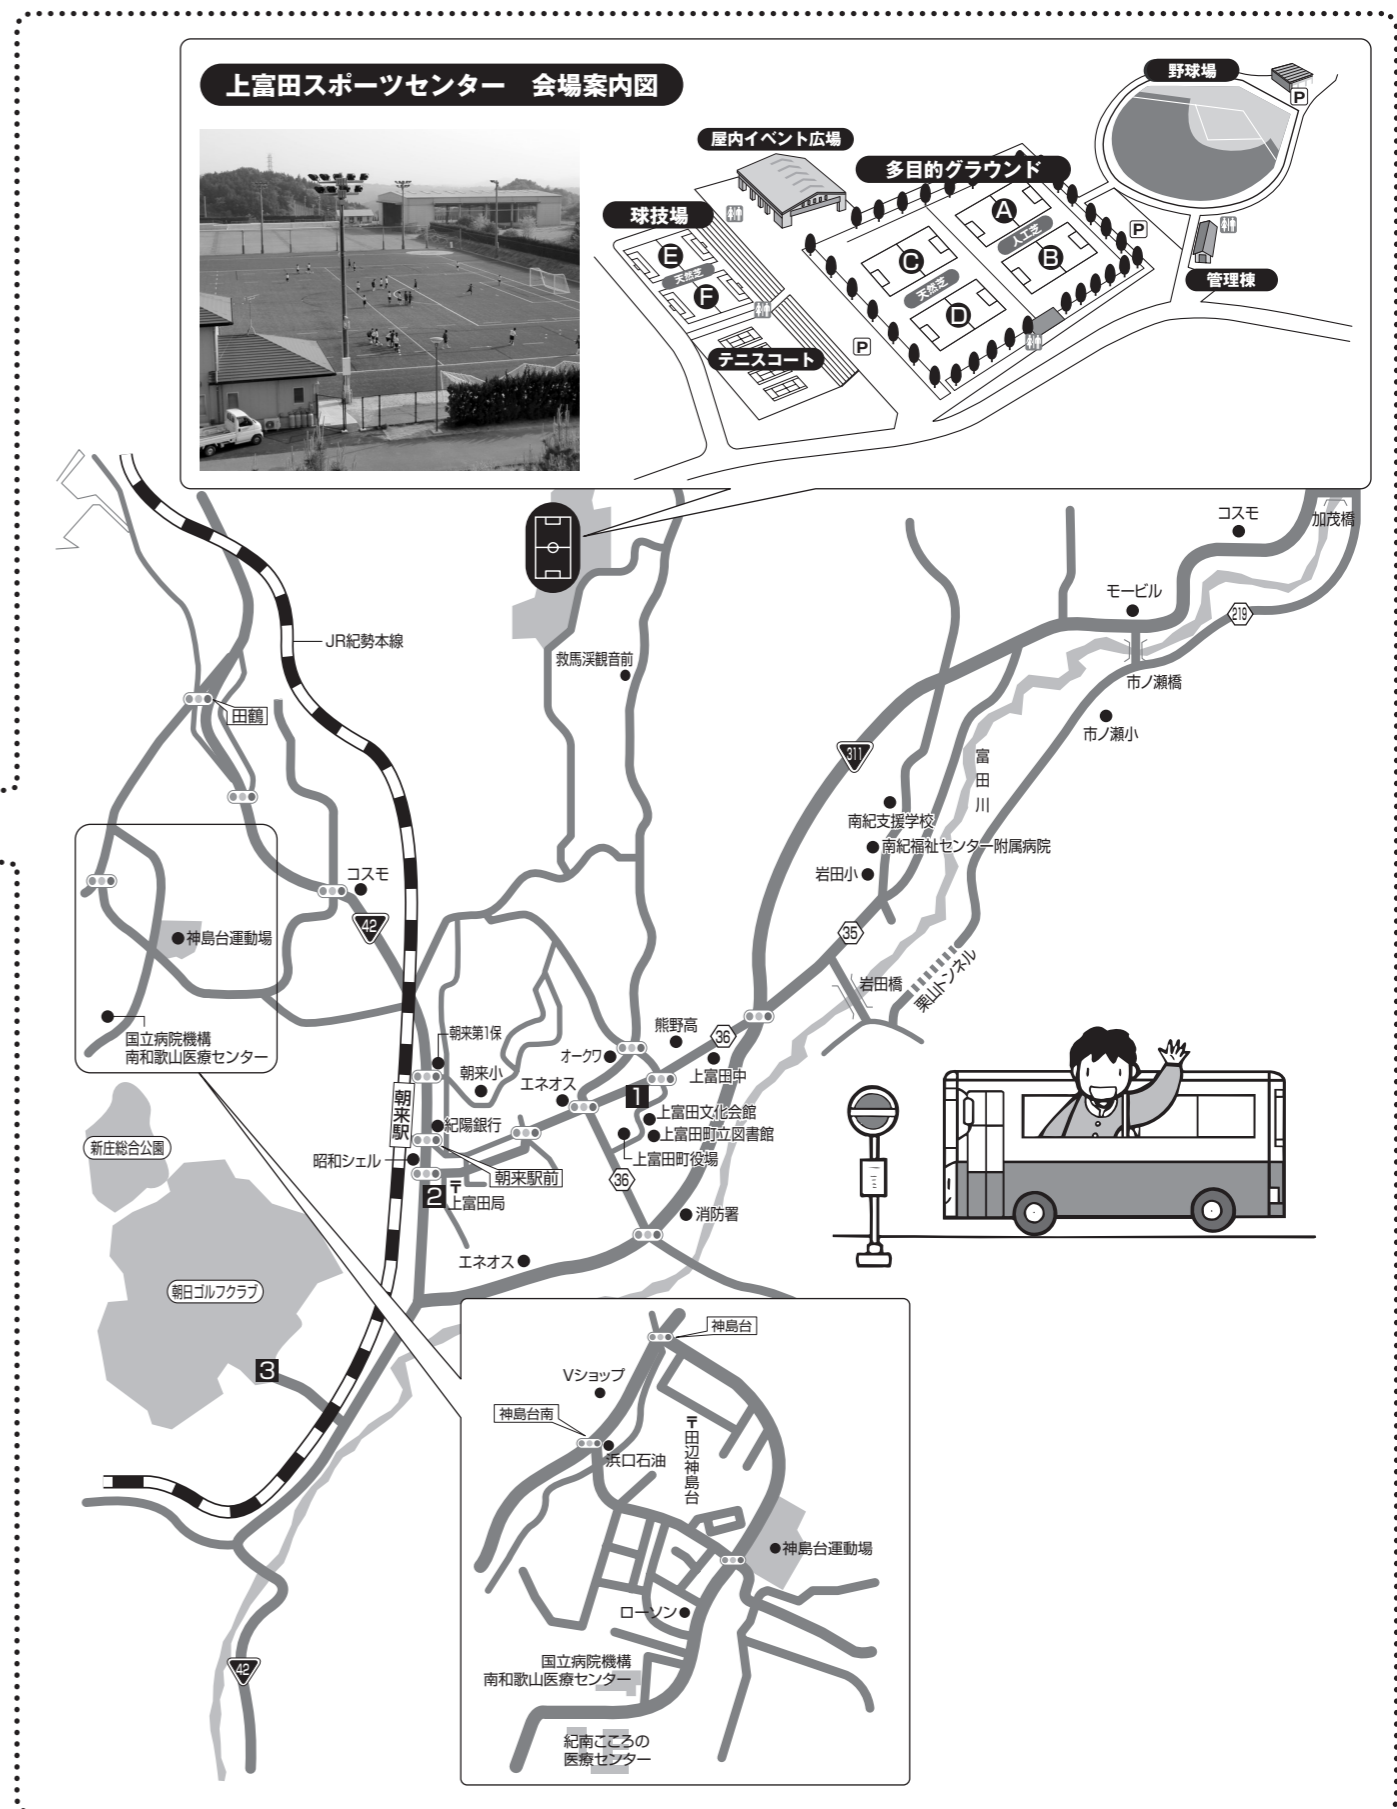 上富田スポーツセンター 会場案内図
野球場
P
屋内イベント広場
多目的グラウンド
球技場
A
人工芝
B
P
C
天然芝
D
E
天然芝
F
管理棟
テニスコート
P
コスモ
加茂橋
モービル
219
JR紀勢本線
救馬渓観音前
市ノ瀬橋
田鶴
市ノ瀬小
311
富田川
南紀支援学校
南紀福祉センター附属病院
コスモ
岩田小
42
35
神島台運動場
岩田橋
栗山トンネル
国立病院機構
南和歌山医療センター
朝来第1保
熊野高
36
オークワ
朝来小
エネオス
上富田中
1
朝来駅
紀陽銀行
上富田文化会館
上富田町立図書館
新庄総合公園
昭和シェル
上富田町役場
朝来駅前
36
2
〒
上富田局
消防署
エネオス
朝日ゴルフクラブ
3
神島台
Vショップ
神島台南
浜口石油
〒田辺神島台
神島台運動場
ローソン
国立病院機構
南和歌山医療センター
42
紀南こころの
医療センター